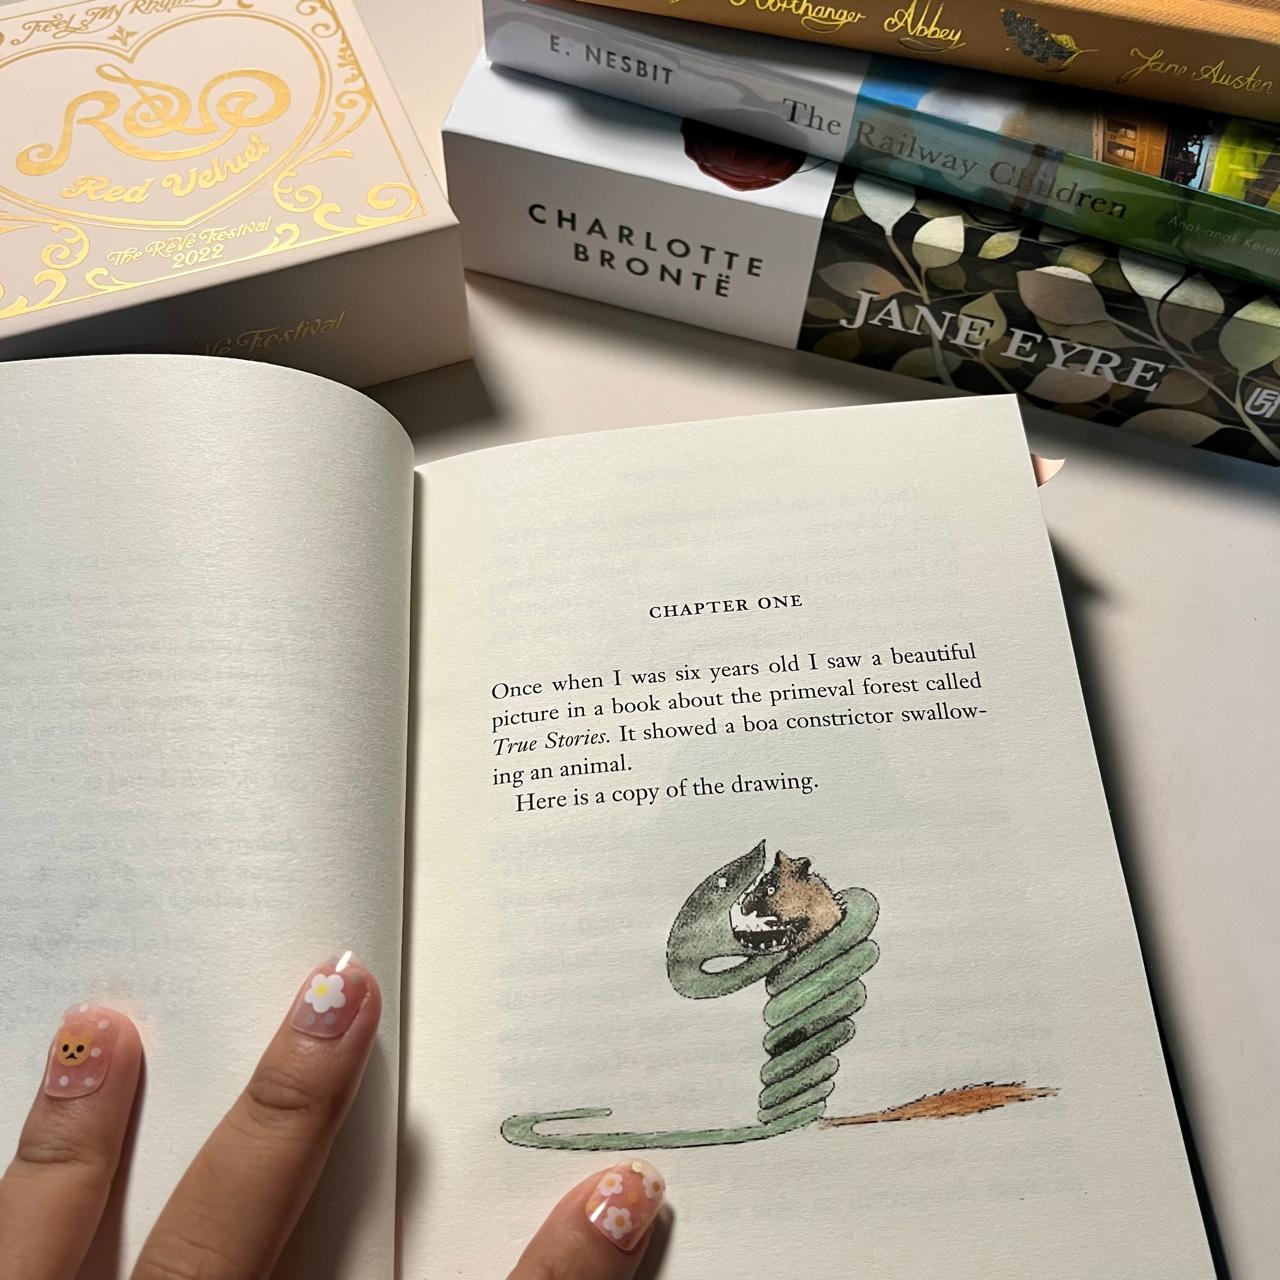 Feel My Rhythm
Red Velvet
The ReVe Festival
2022
Ve Festival
Northanger Abbey
Jane Austen
E. NESBIT
The Railway Children
Anak-anak Kere
CHARLOTTE
BRONTË
JANE EYRE
CHAPTER ONE
Once when I was six years old I saw a beautiful
picture in a book about the primeval forest called
True Stories. It showed a boa constrictor swallow-
ing an animal.
Here is a copy of the drawing.